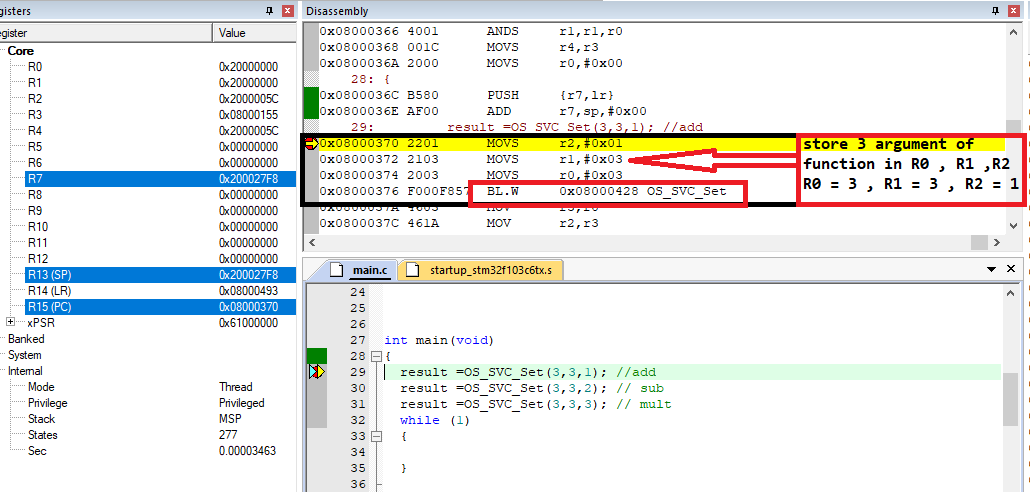 gisters
egister Value
Core
R0 0x20000000
R1 0x20000000
R2 0x2000005C
R3 0x08000155
R4 0x2000005C
R5 0x00000000
R6 0x00000000
R7 0x200027F8
R8 0x00000000
R9 0x00000000
R10 0x00000000
R11 0x00000000
R12 0x00000000
R13 (SP) 0x200027F8
R14 (LR) 0x08000493
R15 (PC) 0x08000370
xPSR 0x61000000
Banked
System
Internal
Mode Thread
Privilege Privileged
Stack MSP
States 277
Sec 0.00003463
Disassembly
0x08000366 4001 ANDS r1,r1,r0
0x08000368 001C MOVS r4,r3
0x0800036A 2000 MOVS r0,#0x00
28: {
0x0800036C B580 PUSH {r7,lr}
0x0800036E AF00 ADD r7,sp,#0x00
29: result =OS_SVC_Set(3,3,1); //add
0x08000370 2201 MOVS r2,#0x01
0x08000372 2103 MOVS r1,#0x03
0x08000374 2003 MOVS r0,#0x03
0x08000376 F000F857 BL.W 0x08000428 OS_SVC_Set
0x0800037A 4603 MOV r3,r0
0x0800037C 461A MOV r2,r3
store 3 argument of
function in R0 , R1 ,R2
R0 = 3 , R1 = 3 , R2 = 1
main.c startup_stm32f103c6tx.s
24
25
26
27 int main(void)
28 {
29 result =OS_SVC_Set(3,3,1); //add
30 result =OS_SVC_Set(3,3,2); // sub
31 result =OS_SVC_Set(3,3,3); // mult
32 while (1)
33 {
34
35 }
36